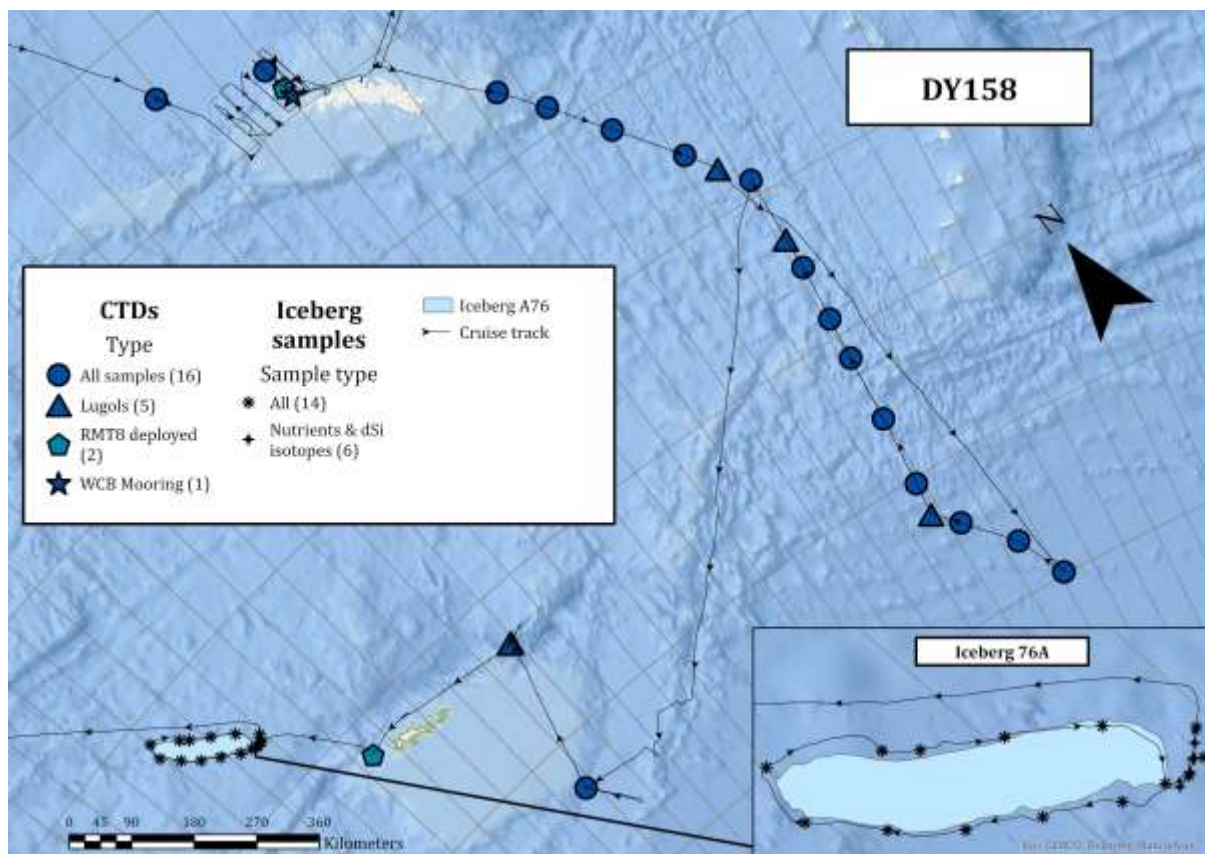 DY158
N
CTDs
Type
All samples (16)
Lugols (5)
RMT8 deployed
(2)
WCB Mooring (1)
Iceberg
samples
Sample type
All (14)
Nutrients & dSi
isotopes (6)
Iceberg A76
Cruise track
Iceberg 76A
0 45 90 180 270 360
Kilometers